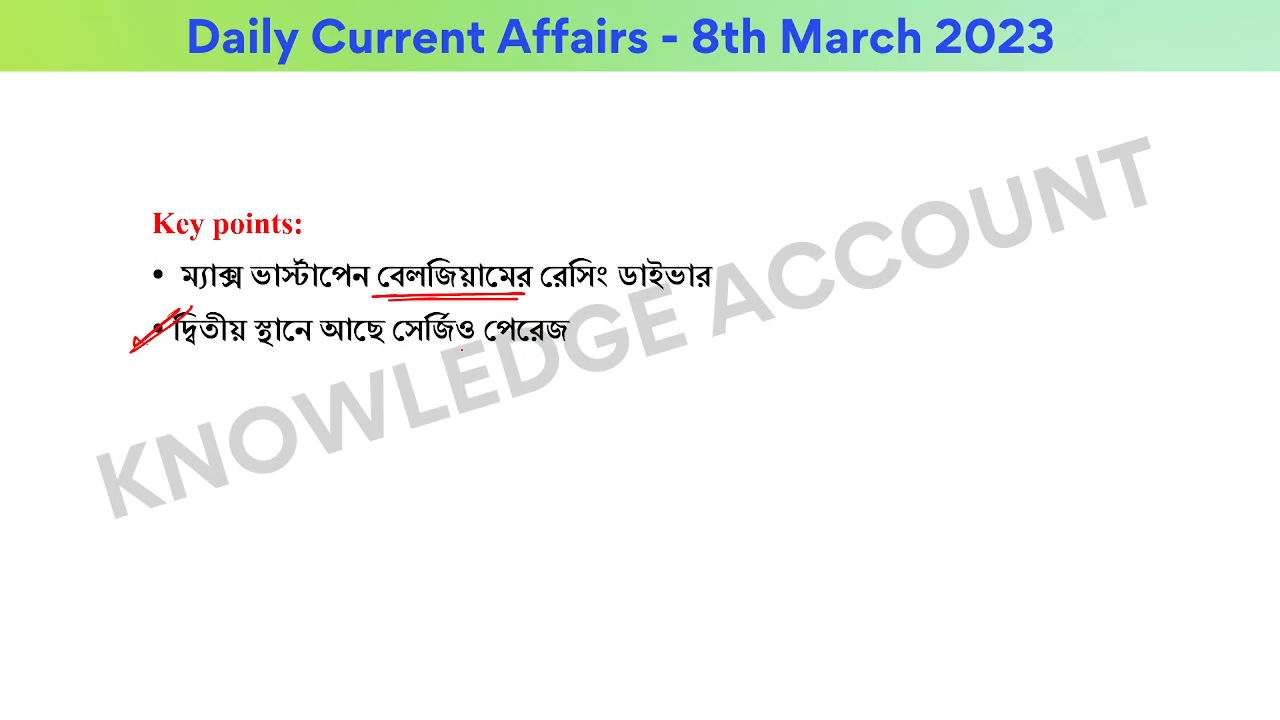 Daily Current Affairs - 8th March 2023
Key points:
• ম্যাক্স ভার্স্টাপেন বেলজিয়ামের রেসিং ডাইভার
• দ্বিতীয় স্থানে আছে সের্জিও পেরেজ
KNOWLEDGE ACCOUNT